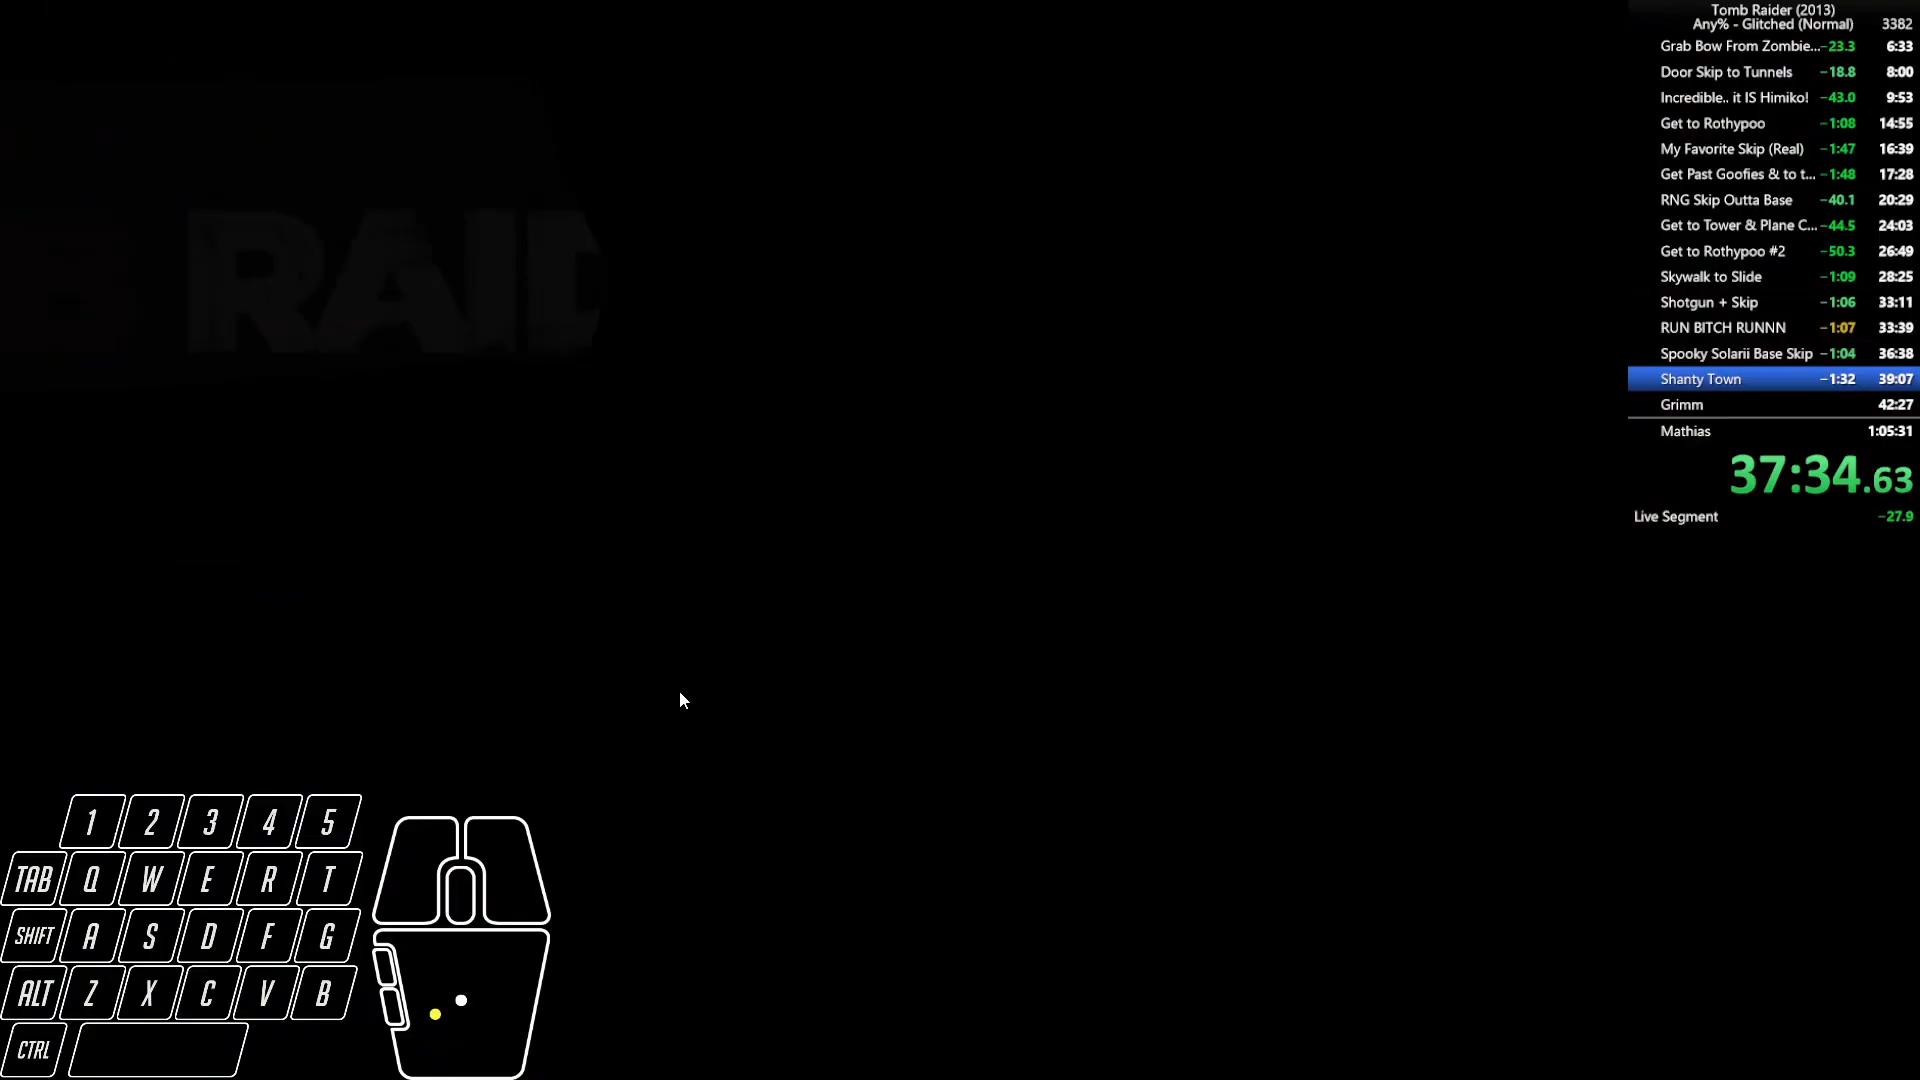 Tomb Raider (2013)
Any% - Glitched (Normal) 3382
Grab Bow From Zombie... -23.3 6:33
Door Skip to Tunnels -18.8 8:00
Incredible.. it IS Himiko! -43.0 9:53
Get to Rothypoo -1:08 14:55
My Favorite Skip (Real) -1:47 16:39
Get Past Goofies & to t... -1:48 17:28
RNG Skip Outta Base -40.1 20:29
Get to Tower & Plane C... -44.5 24:03
Get to Rothypoo #2 -50.3 26:49
Skywalk to Slide -1:09 28:25
Shotgun + Skip -1:06 33:11
RUN BITCH RUNNN -1:07 33:39
Spooky Solarii Base Skip -1:04 36:38
Shanty Town -1:32 39:07
Grimm 42:27
Mathias 1:05:31
37:34.63
Live Segment -27.9
RAID
1 2 3 4 5
TAB Q W E R T
SHIFT A S D F G
ALT Z X C V B
CTRL